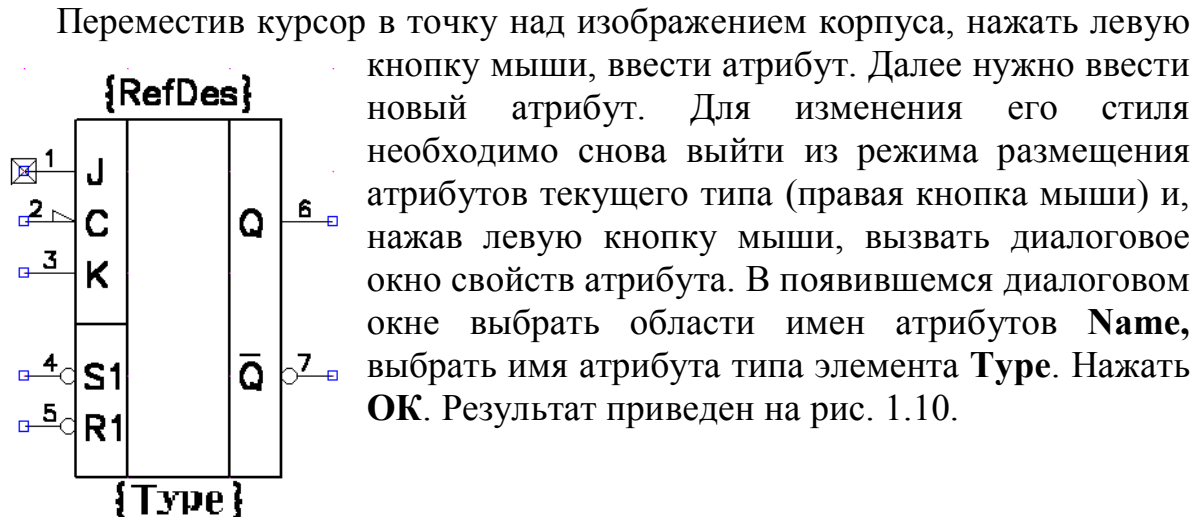 Переместив курсор в точку над изображением корпуса, нажать левую
кнопку мыши, ввести атрибут. Далее нужно ввести
новый атрибут. Для изменения его стиля
необходимо снова выйти из режима размещения
атрибутов текущего типа (правая кнопка мыши) и,
нажав левую кнопку мыши, вызвать диалоговое
окно свойств атрибута. В появившемся диалоговом
окне выбрать области имен атрибутов Name,
выбрать имя атрибута типа элемента Type. Нажать
ОК. Результат приведен на рис. 1.10.
{RefDes}
1 J
2 C Q 6
3 K
4 S1 Q̅ 7
5 R1
{Type}